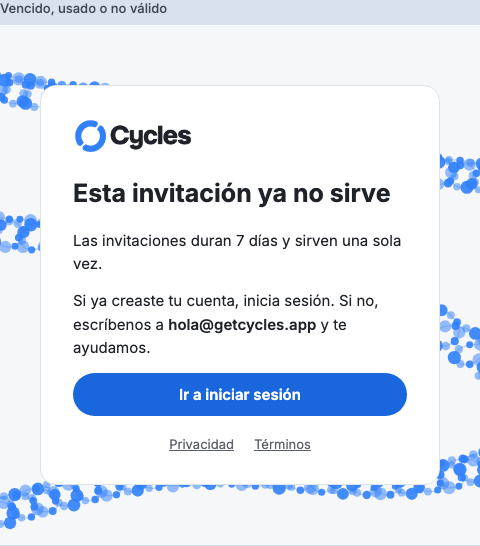 Vencido, usado o no válido
Cycles
Esta invitación ya no sirve
Las invitaciones duran 7 días y sirven una sola
vez.
Si ya creaste tu cuenta, inicia sesión. Si no,
escríbenos a hola@getcycles.app y te
ayudamos.
Ir a iniciar sesión
Privacidad Términos